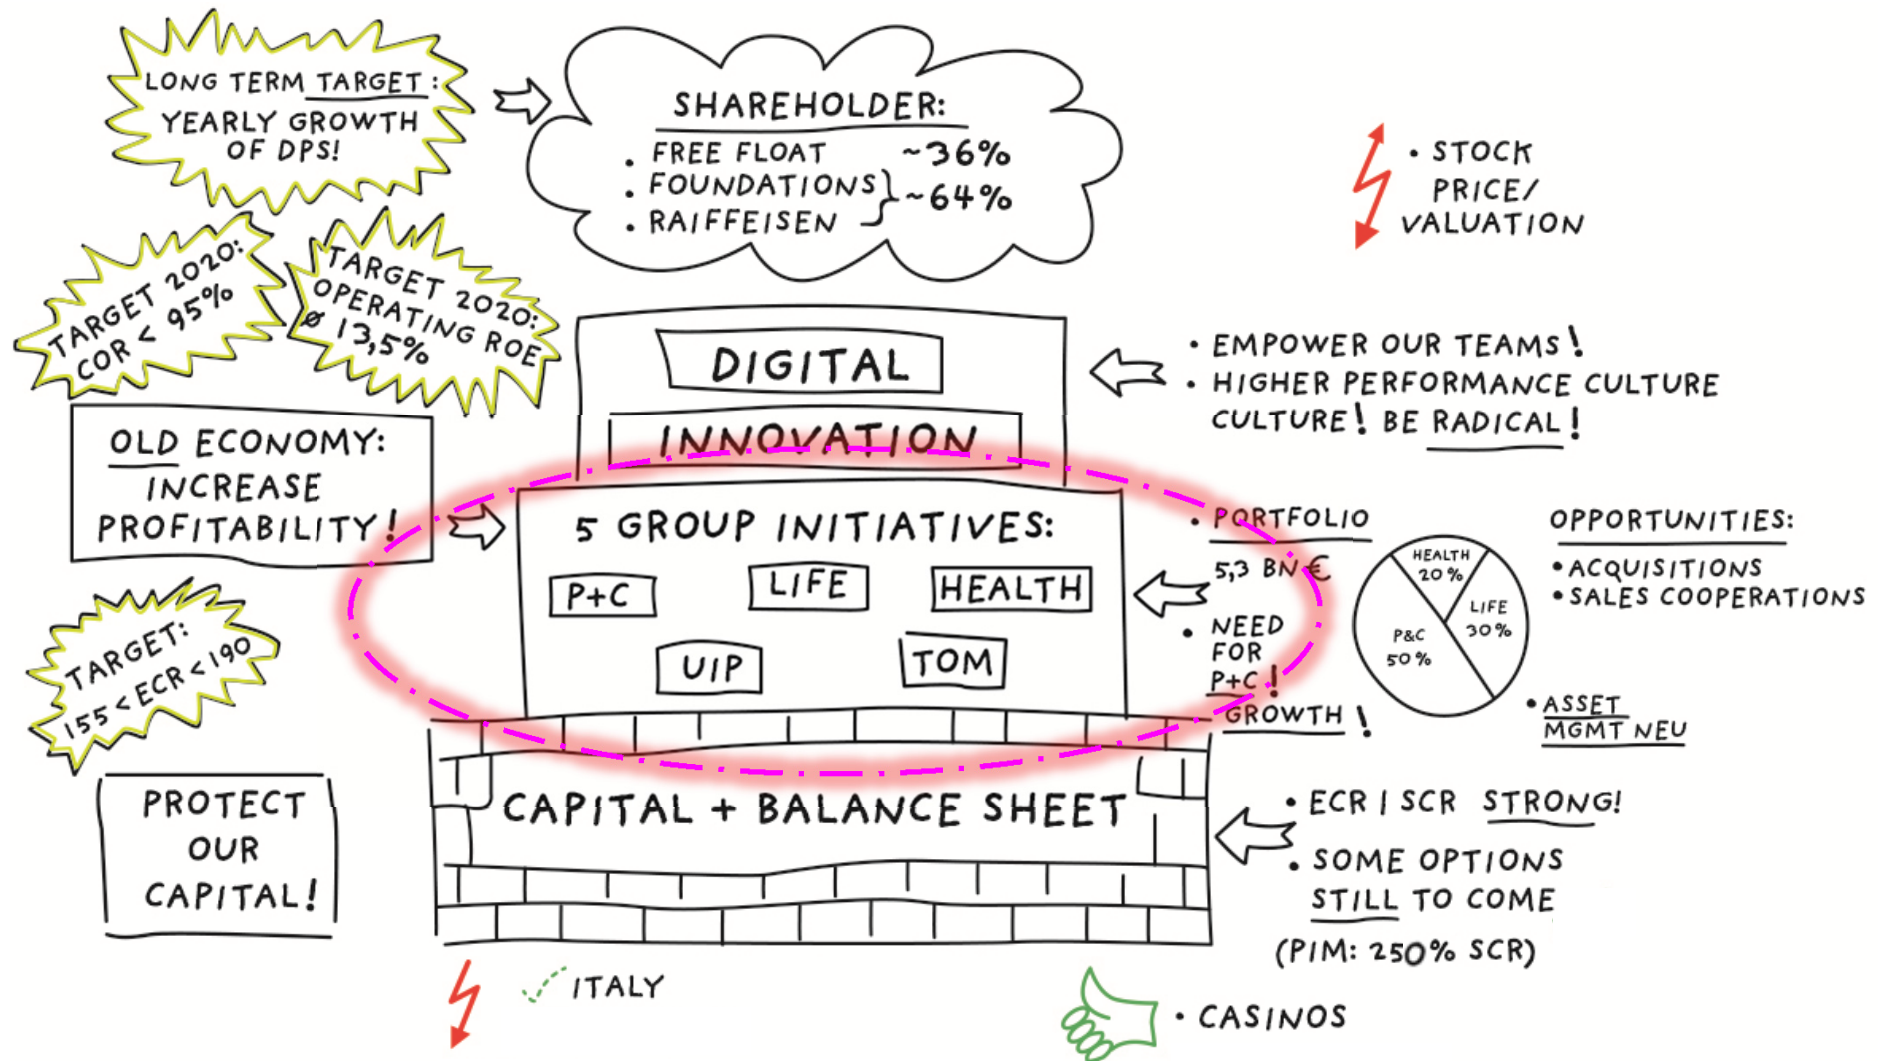 LONG TERM TARGET:
YEARLY GROWTH
OF DPS!
SHAREHOLDER:
• FREE FLOAT ~36%
• FOUNDATIONS
• RAIFFEISEN
} ~64%
• STOCK
PRICE/
VALUATION
TARGET 2020:
COR < 95%
TARGET 2020:
OPERATING ROE
Ø 13,5%
DIGITAL
INNOVATION
• EMPOWER OUR TEAMS!
• HIGHER PERFORMANCE CULTURE
CULTURE! BE RADICAL!
OLD ECONOMY:
INCREASE
PROFITABILITY!
5 GROUP INITIATIVES:
P+C
LIFE
HEALTH
UIP
TOM
• PORTFOLIO
5,3 BN €
• NEED
FOR
P+C!
GROWTH!
HEALTH
20%
LIFE
30%
P&C
50%
OPPORTUNITIES:
• ACQUISITIONS
• SALES COOPERATIONS
• ASSET
MGMT NEU
TARGET:
155 < ECR < 190
PROTECT
OUR
CAPITAL!
CAPITAL + BALANCE SHEET
• ECR | SCR STRONG!
• SOME OPTIONS
STILL TO COME
(PIM: 250% SCR)
ITALY
• CASINOS